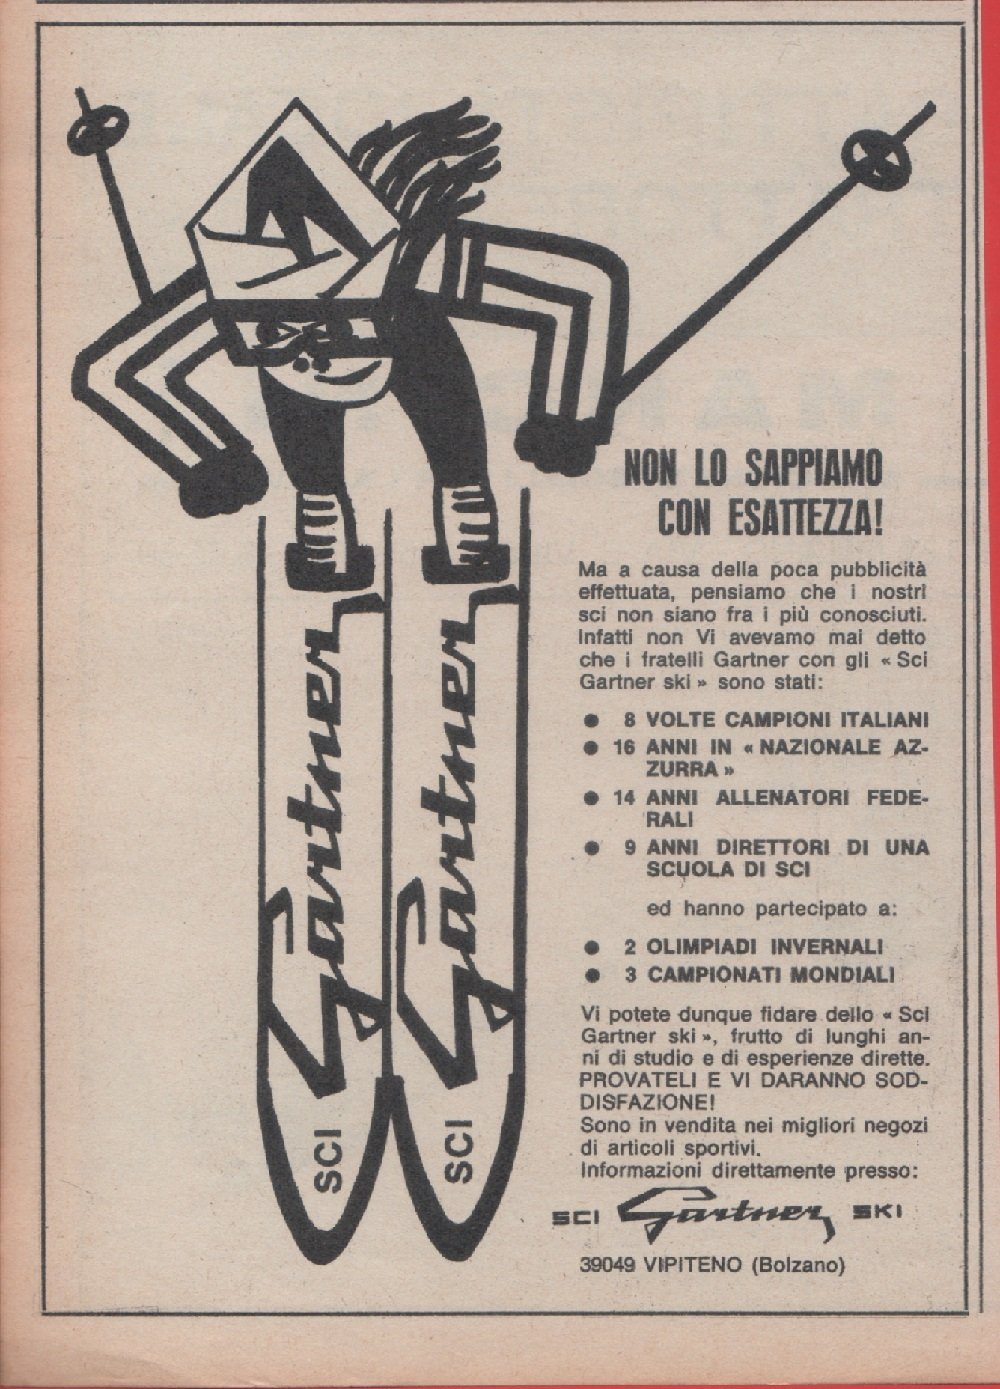 NON LO SAPPIAMO
CON ESATTEZZA!
Ma a causa della poca pubblicità
effettuata, pensiamo che i nostri
sci non siano fra i più conosciuti.
Infatti non Vi avevamo mai detto
che i fratelli Gartner con gli « Sci
Gartner ski » sono stati:
● 8 VOLTE CAMPIONI ITALIANI
● 16 ANNI IN « NAZIONALE AZ-
ZURRA »
● 14 ANNI ALLENATORI FEDE-
RALI
● 9 ANNI DIRETTORI DI UNA
SCUOLA DI SCI
ed hanno partecipato a:
● 2 OLIMPIADI INVERNALI
● 3 CAMPIONATI MONDIALI
Vi potete dunque fidare dello « Sci
Gartner ski », frutto di lunghi an-
ni di studio e di esperienze dirette.
PROVATELI E VI DARANNO SOD-
DISFAZIONE!
Sono in vendita nei migliori negozi
di articoli sportivi.
Informazioni direttamente presso:
SCI Gartner SKI
39049 VIPITENO (Bolzano)
SCI Gartner
SCI Gartner